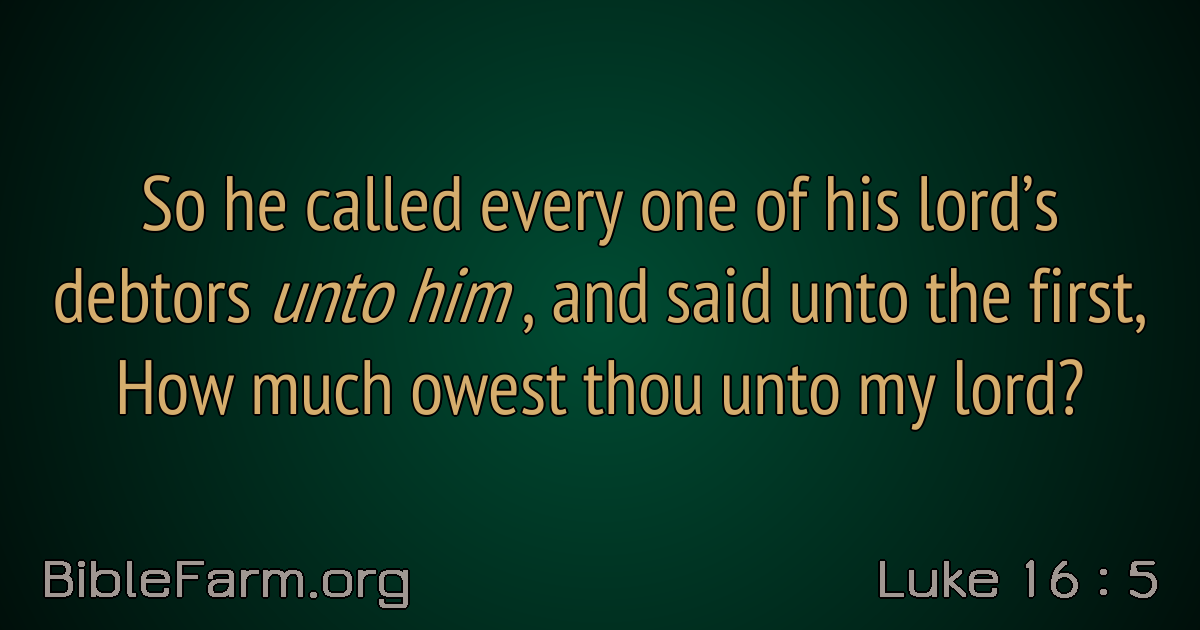 So he called every one of his lord’s
debtors unto him , and said unto the first,
How much owest thou unto my lord?
BibleFarm.org
Luke 16 : 5